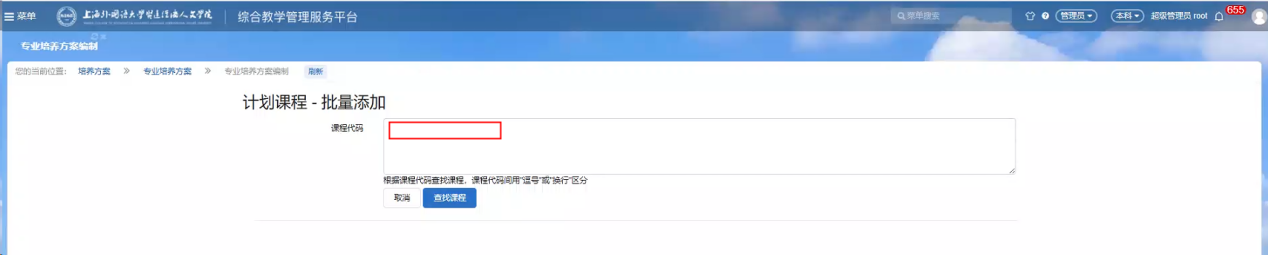 菜单
上海外国语大学贤达经济人文学院
综合教学管理服务平台
菜单搜索
管理员
本科
超级管理员 root
655
专业培养方案编制
您的当前位置: 培养方案 专业培养方案 专业培养方案编制 刷新
计划课程 - 批量添加
课程代码
根据课程代码查找课程，课程代码间用"逗号"或"换行"区分
取消 查找课程